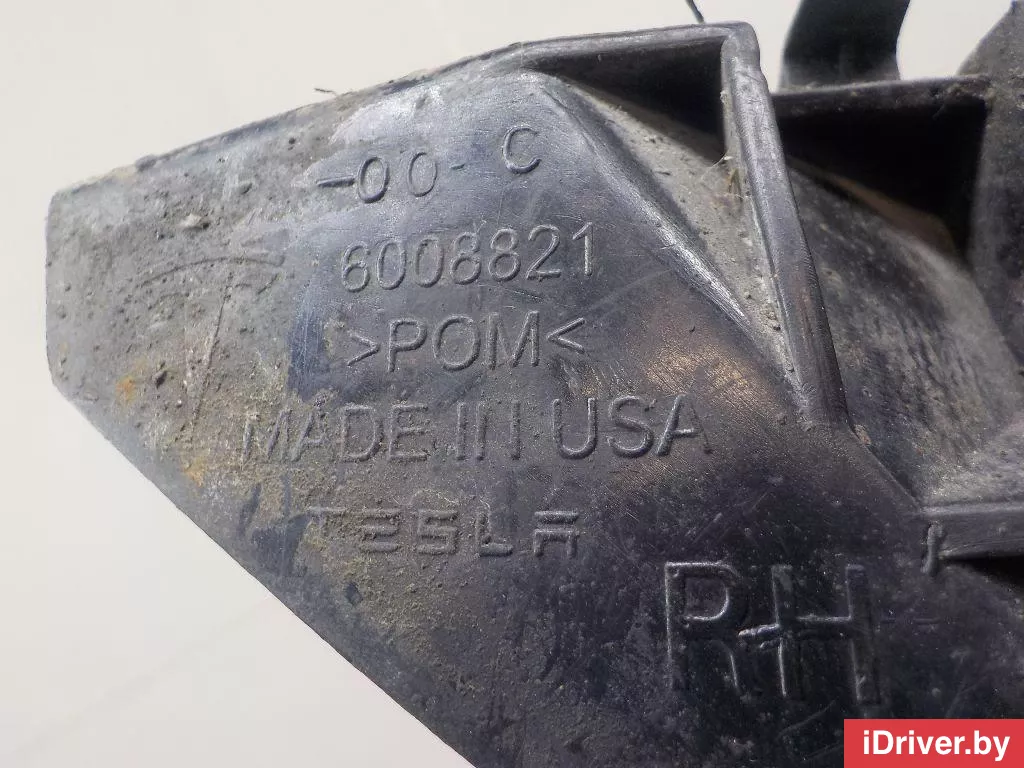 -00- C
6008821
>POM<
MADE IN USA
TESLA
RH
iDriver.by